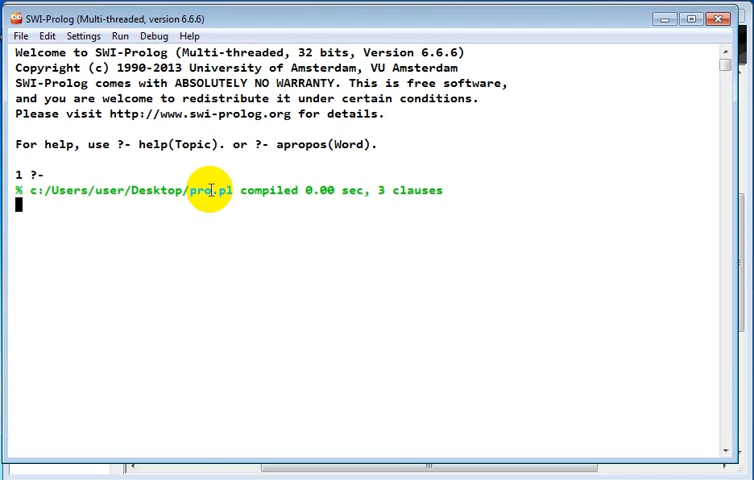 SWI-Prolog (Multi-threaded, version 6.6.6)
File Edit Settings Run Debug Help
Welcome to SWI-Prolog (Multi-threaded, 32 bits, Version 6.6.6)
Copyright (c) 1990-2013 University of Amsterdam, VU Amsterdam
SWI-Prolog comes with ABSOLUTELY NO WARRANTY. This is free software,
and you are welcome to redistribute it under certain conditions.
Please visit http://www.swi-prolog.org for details.
For help, use ?- help(Topic). or ?- apropos(Word).
1 ?-
% c:/Users/user/Desktop/pro.pl compiled 0.00 sec, 3 clauses